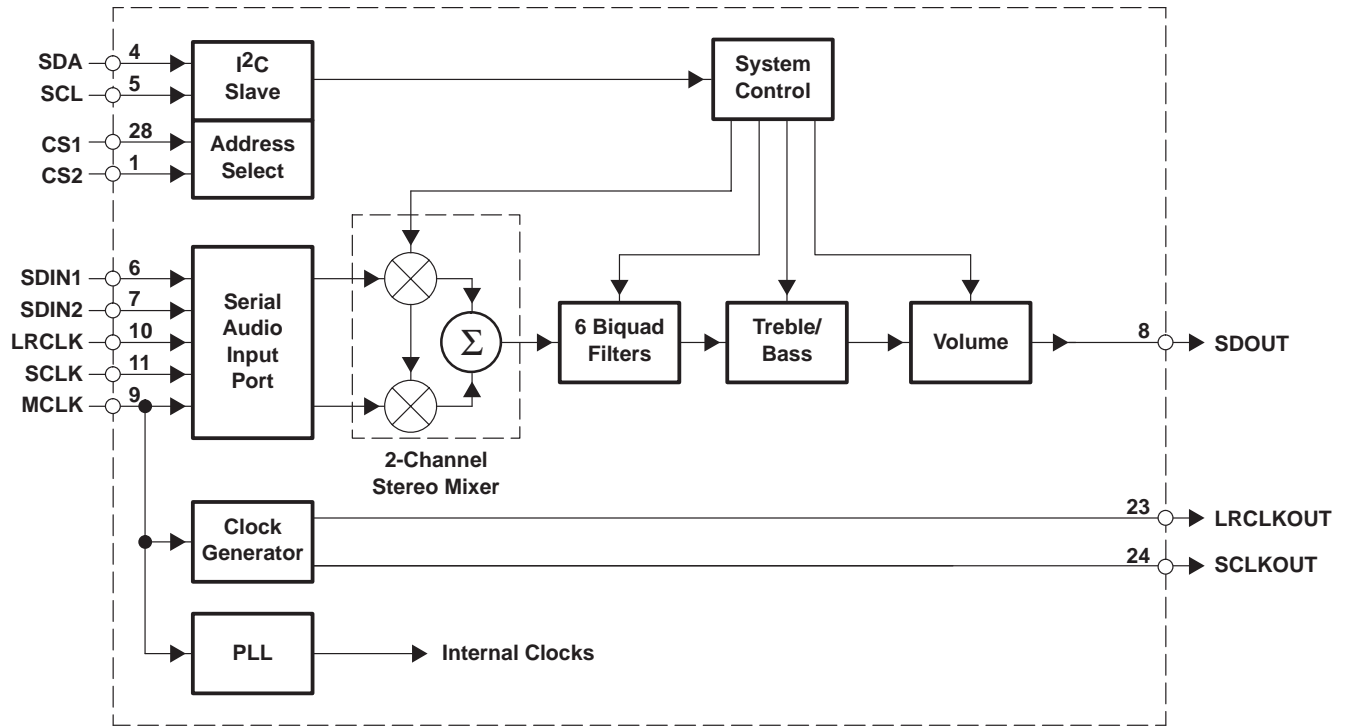 SDA
4
SCL
5
CS1
28
CS2
1
I2C
Slave
Address
Select
System
Control
SDIN1
6
SDIN2
7
LRCLK
10
SCLK
11
MCLK
9
Serial
Audio
Input
Port
Σ
2-Channel
Stereo Mixer
6 Biquad
Filters
Treble/
Bass
Volume
8
SDOUT
Clock
Generator
23
LRCLKOUT
24
SCLKOUT
PLL
Internal Clocks